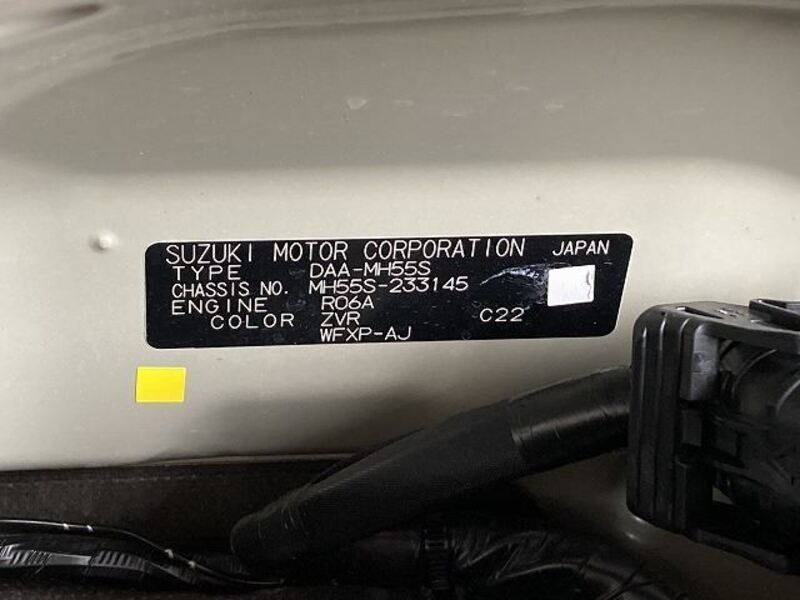 SUZUKI MOTOR CORPORATION JAPAN
TYPE DAA-MH55S
CHASSIS NO. MH55S-233145
ENGINE R06A
COLOR ZVR C22
WFXP-AJ